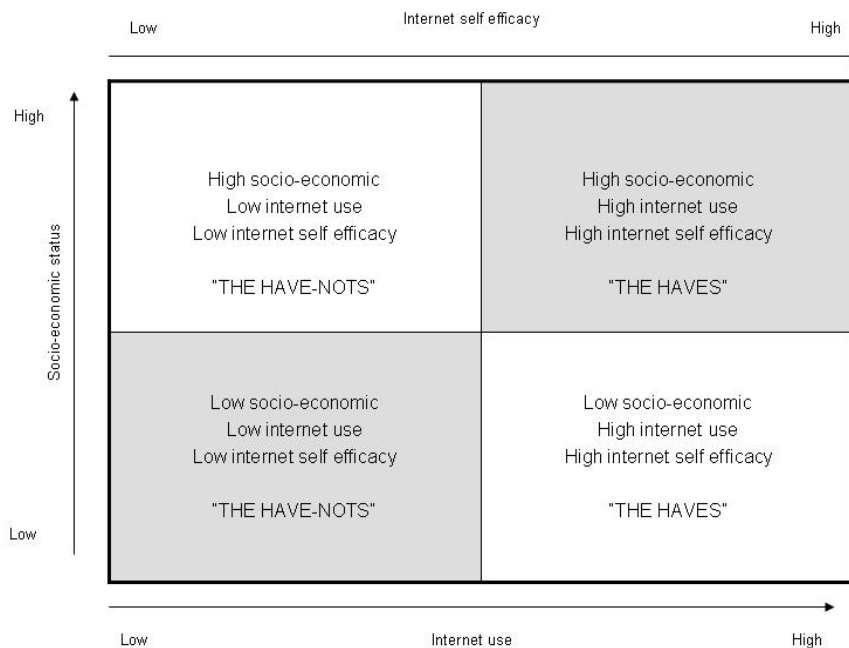 Internet self efficacy
Low
High
High
High socio-economic
Low internet use
Low internet self efficacy
"THE HAVE-NOTS"
High socio-economic
High internet use
High internet self efficacy
"THE HAVES"
Socio-economic status
Low socio-economic
Low internet use
Low internet self efficacy
"THE HAVE-NOTS"
Low socio-economic
High internet use
High internet self efficacy
"THE HAVES"
Low
Low
Internet use
High